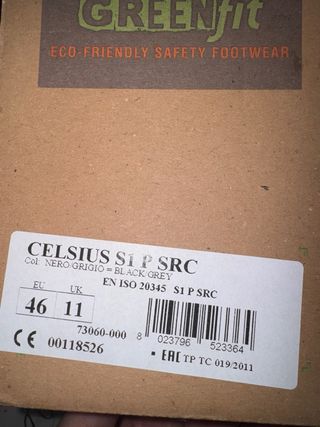 GREENfit
ECO-FRIENDLY SAFETY FOOTWEAR
CELSIUS S1 P SRC
Col: NERO/GRIGIO = BLACK/GREY
EN ISO 20345 S1 P SRC
EU UK
46 11
73060-000
8 023796 523364
CE 00118526
EAC TP TC 019/2011